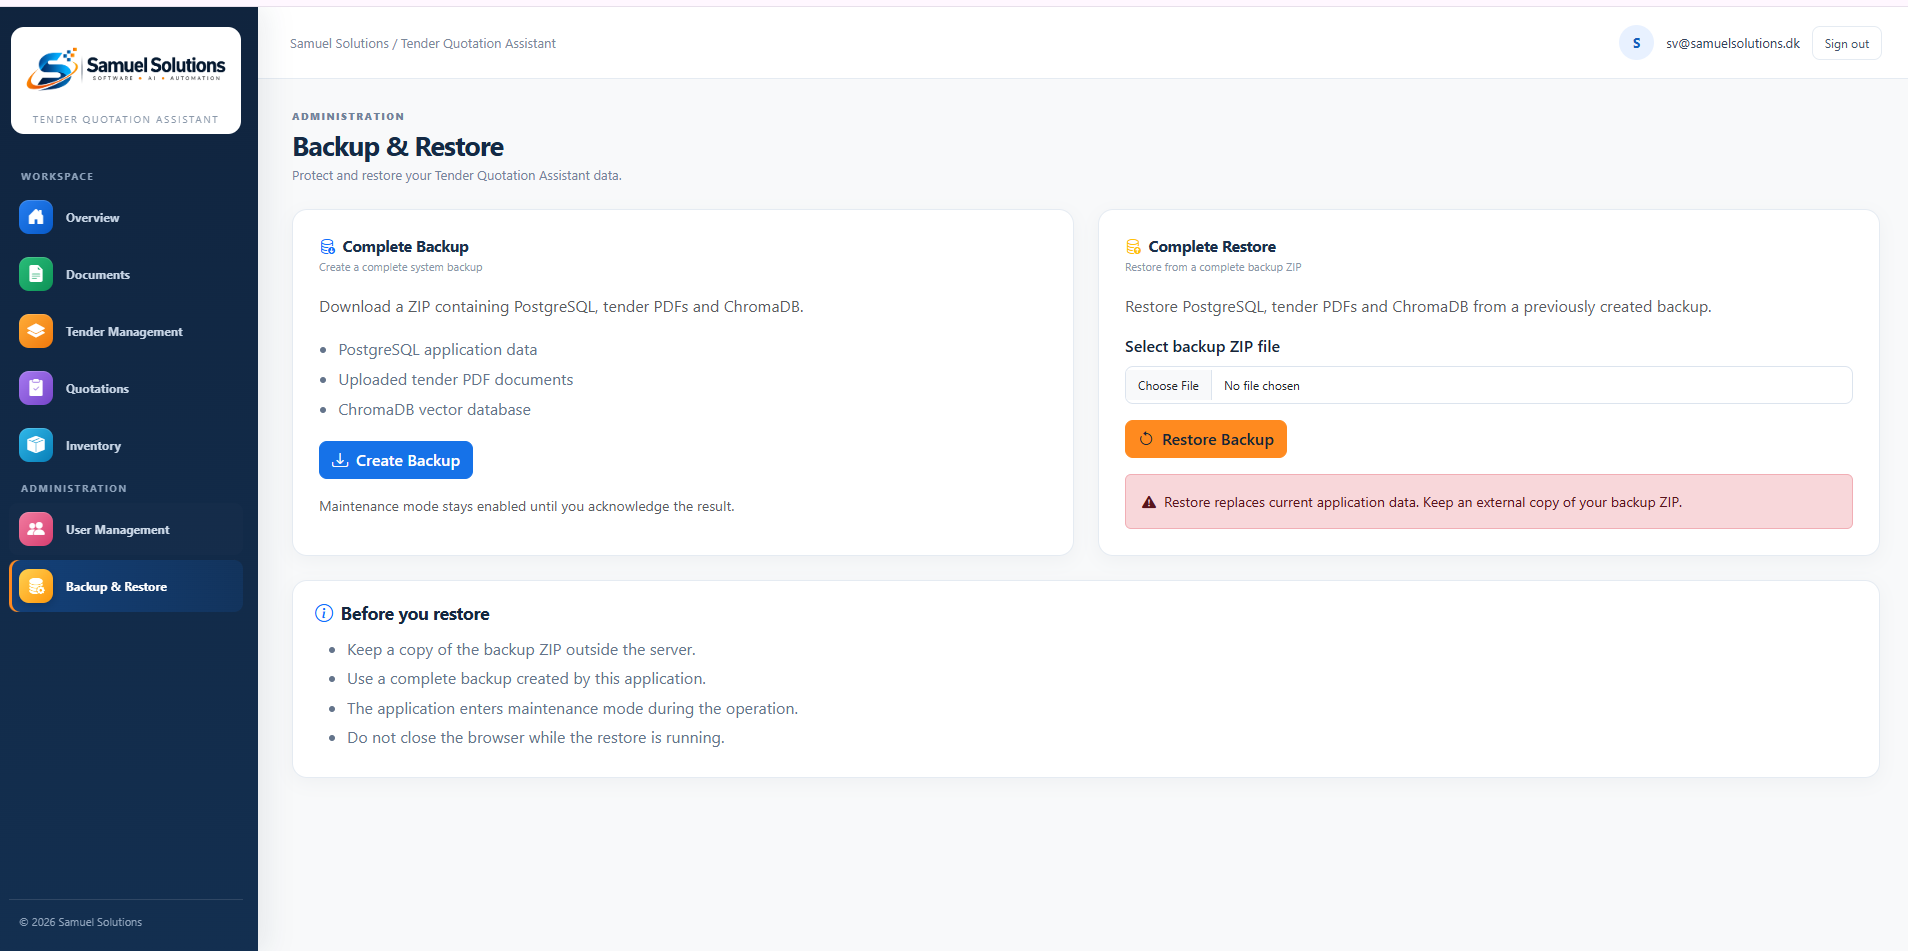 Samuel Solutions
SOFTWARE • AI • AUTOMATION
TENDER QUOTATION ASSISTANT
WORKSPACE
Overview
Documents
Tender Management
Quotations
Inventory
ADMINISTRATION
User Management
Backup & Restore
© 2026 Samuel Solutions
Samuel Solutions / Tender Quotation Assistant
S
sv@samuelsolutions.dk
Sign out
ADMINISTRATION
Backup & Restore
Protect and restore your Tender Quotation Assistant data.
Complete Backup
Create a complete system backup
Download a ZIP containing PostgreSQL, tender PDFs and ChromaDB.
• PostgreSQL application data
• Uploaded tender PDF documents
• ChromaDB vector database
Create Backup
Maintenance mode stays enabled until you acknowledge the result.
Complete Restore
Restore from a complete backup ZIP
Restore PostgreSQL, tender PDFs and ChromaDB from a previously created backup.
Select backup ZIP file
Choose File No file chosen
Restore Backup
Restore replaces current application data. Keep an external copy of your backup ZIP.
Before you restore
• Keep a copy of the backup ZIP outside the server.
• Use a complete backup created by this application.
• The application enters maintenance mode during the operation.
• Do not close the browser while the restore is running.